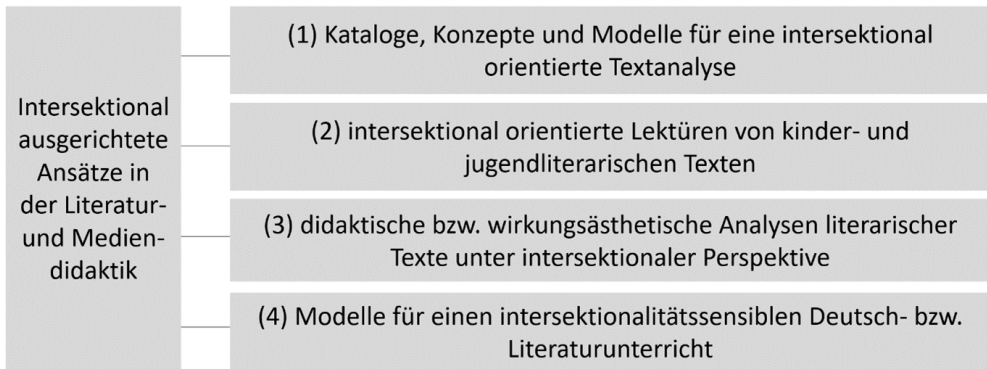 Intersektional
ausgerichtete
Ansätze in
der Literatur-
und Medien-
didaktik
(1) Kataloge, Konzepte und Modelle für eine intersektional
orientierte Textanalyse
(2) intersektional orientierte Lektüren von kinder- und
jugendliterarischen Texten
(3) didaktische bzw. wirkungsästhetische Analysen literarischer
Texte unter intersektionaler Perspektive
(4) Modelle für einen intersektionalitätssensiblen Deutsch- bzw.
Literaturunterricht